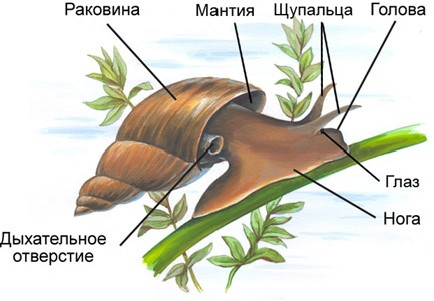 Раковина
Мантия
Щупальца
Голова
Глаз
Нога
Дыхательное
отверстие